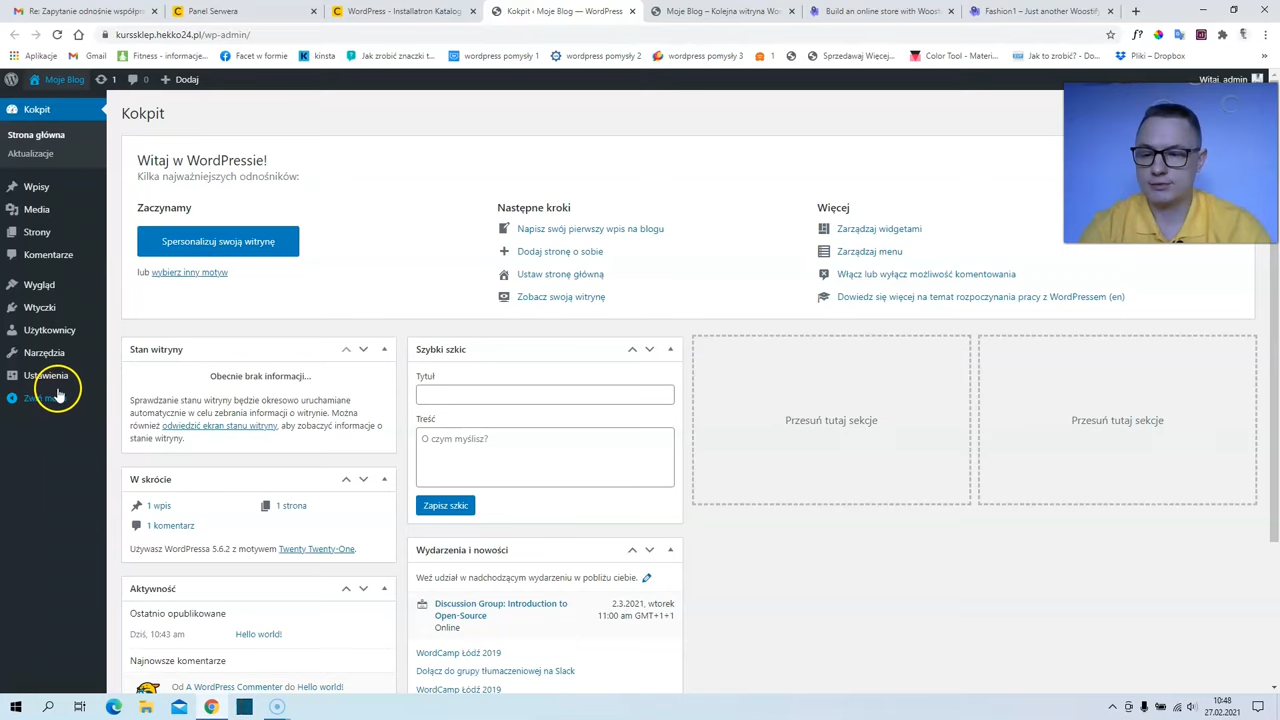 Re: Zapytanie ofertowe
Panel Serwera
WordPress - Installatron Katalog
Kokpit ‹ Moje Blog — WordPress
Moje Blog – Kolejna witryna W
Build an online store with Woost
Fashion1 – Just another Woostify
kurssklep.hekko24.pl/wp-admin/
Aplikacje
Gmail
Fitness - informacje...
Facet w formie
kinsta
Jak zrobić znaczki t...
wordpress pomysły 1
wordpress pomysły 2
wordpress pomysły 3
1
Sprzedawaj Więcej,...
Color Tool - Materi...
Jak to zrobić? - Do...
Pliki – Dropbox
»
Moje Blog
1
0
Dodaj
Witaj, admin
Kokpit
Strona główna
Aktualizacje
Wpisy
Media
Strony
Komentarze
Wygląd
Wtyczki
Użytkownicy
Narzędzia
Ustawienia
Kokpit
Witaj w WordPressie!
Kilka najważniejszych odnośników:
Zaczynamy
Spersonalizuj swoją witrynę
lub wybierz inny motyw
Następne kroki
Napisz swój pierwszy wpis na blogu
Dodaj stronę o sobie
Ustaw stronę główną
Zobacz swoją witrynę
Więcej
Zarządzaj widgetami
Zarządzaj menu
Włącz lub wyłącz możliwość komentowania
Dowiedz się więcej na temat rozpoczynania pracy z WordPressem (en)
Stan witryny
Obecnie brak informacji...
Sprawdzanie stanu witryny będzie okresowo uruchamiane
automatycznie w celu zebrania informacji o witrynie. Można
również odwiedzić ekran stanu witryny, aby zobaczyć informacje o
stanie witryny.
W skrócie
1 wpis
1 strona
1 komentarz
Używasz WordPressa 5.6.2 z motywem Twenty Twenty-One.
Aktywność
Ostatnio opublikowane
Dziś, 10:43 am
Hello world!
Najnowsze komentarze
Od A WordPress Commenter do Hello world!
Szybki szkic
Tytuł
Treść
O czym myślisz?
Zapisz szkic
Wydarzenia i nowości
Weź udział w nadchodzącym wydarzeniu w pobliżu ciebie.
Discussion Group: Introduction to
Open-Source
Online
2.3.2021, wtorek
11:00 am GMT+1+1
WordCamp Łódź 2019
Dołącz do grupy tłumaczeniowej na Slack
WordCamp Łódź 2019
Przesuń tutaj sekcje
Przesuń tutaj sekcje
10:48
27.02.2021